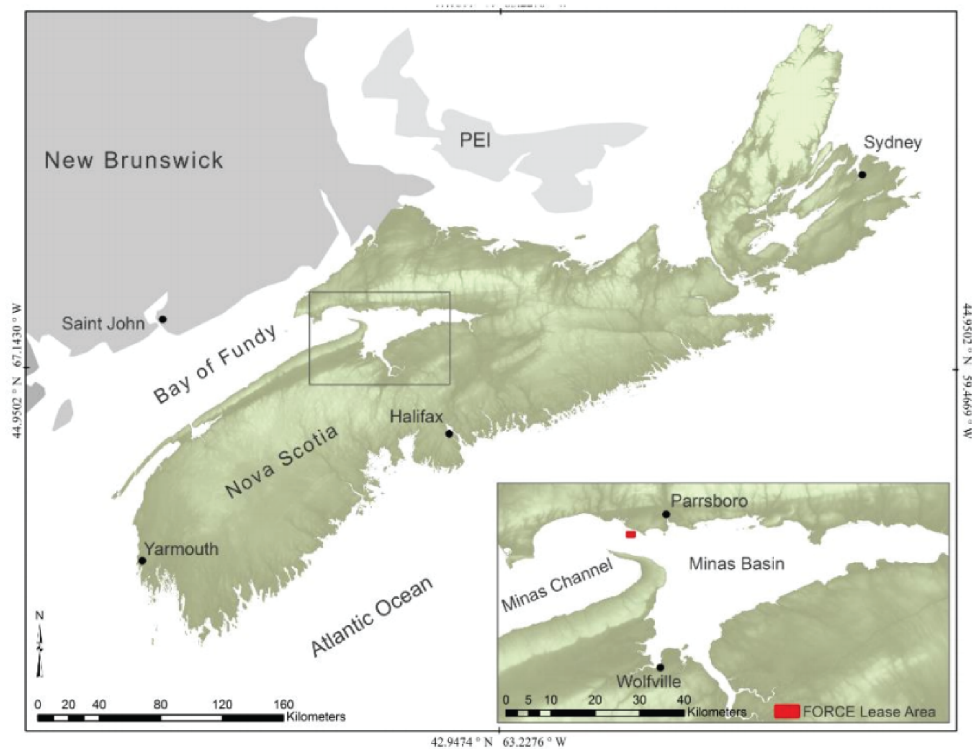 PEI
New Brunswick
Sydney
Saint John
Bay of Fundy
Halifax
Nova Scotia
Yarmouth
Atlantic Ocean
N
0 20 40 80 120 160
Kilometers
44.9502 ° N 67.1430 ° W
44.9502 ° N 59.4669 ° W
42.9474 ° N 63.2276 ° W
Parrsboro
Minas Basin
Minas Channel
Wolfville
0 5 10 20 30 40
Kilometers
FORCE Lease Area